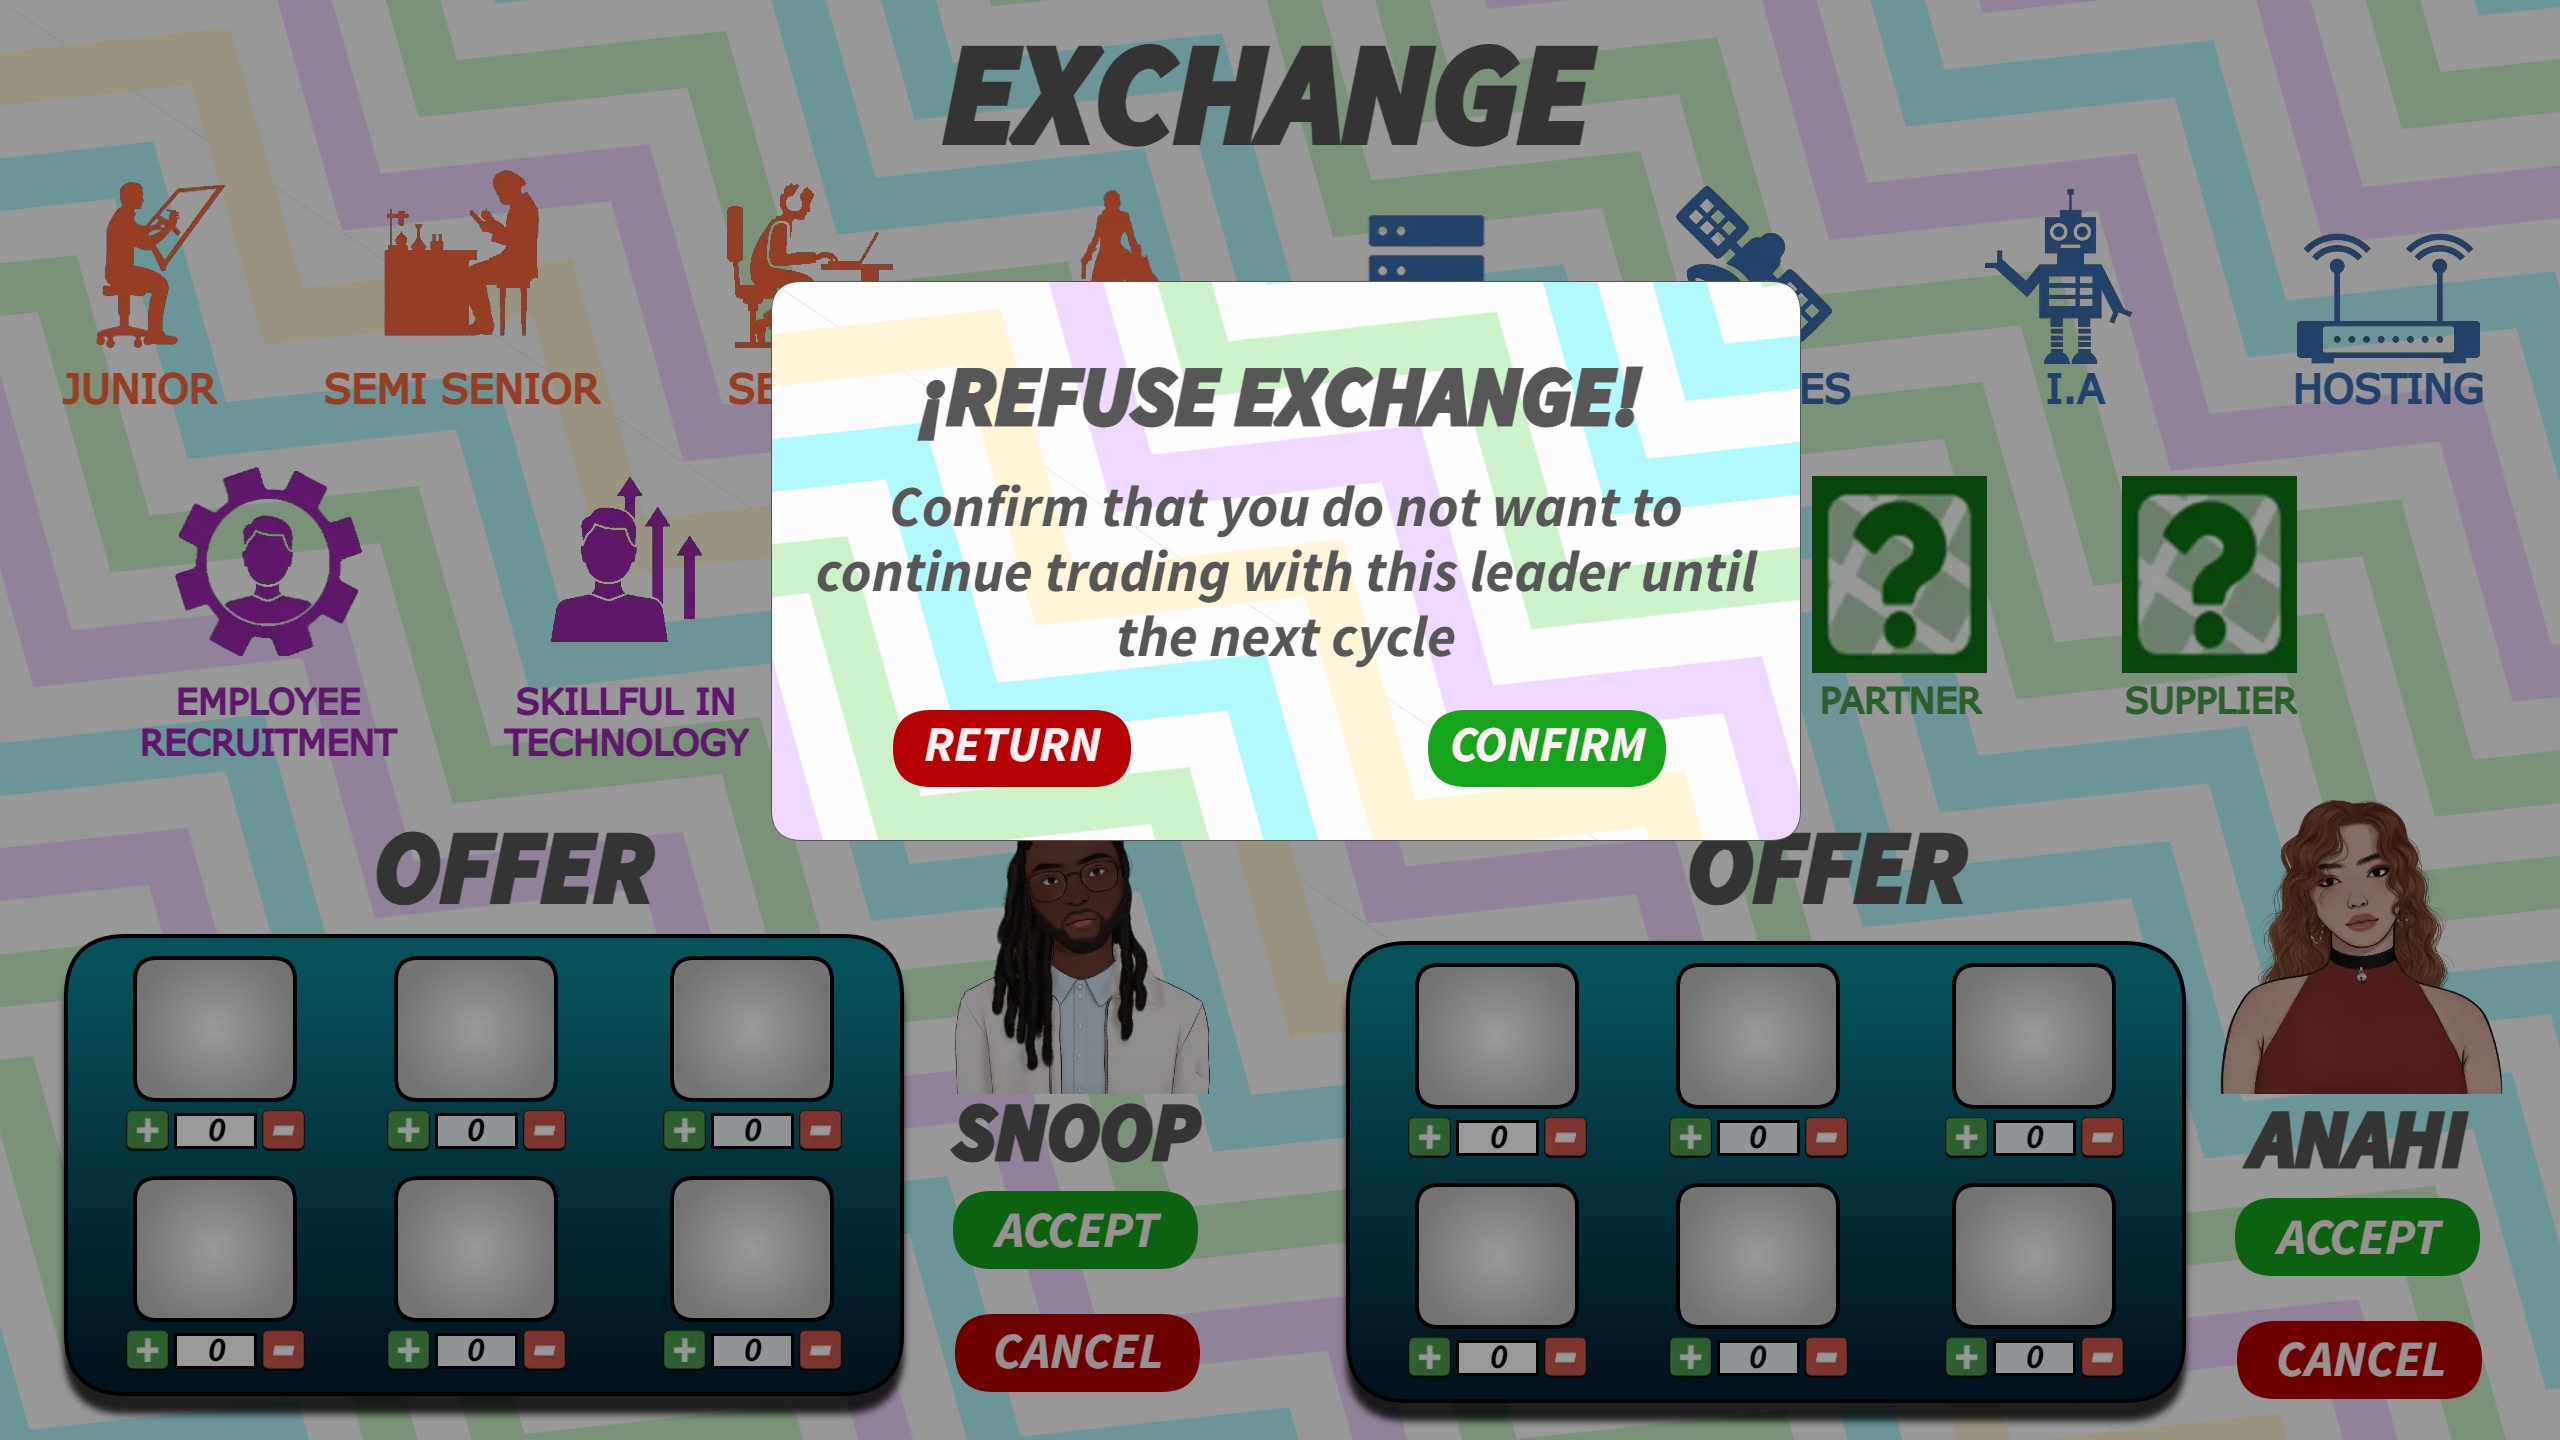 EXCHANGE
JUNIOR
SEMI SENIOR
I.A
HOSTING
¡REFUSE EXCHANGE!
Confirm that you do not want to
continue trading with this leader until
the next cycle
RETURN
CONFIRM
EMPLOYEE
RECRUITMENT
SKILLFUL IN
TECHNOLOGY
PARTNER
SUPPLIER
OFFER
OFFER
0
0
0
0
0
0
SNOOP
ACCEPT
CANCEL
0
0
0
0
0
0
ANAHI
ACCEPT
CANCEL